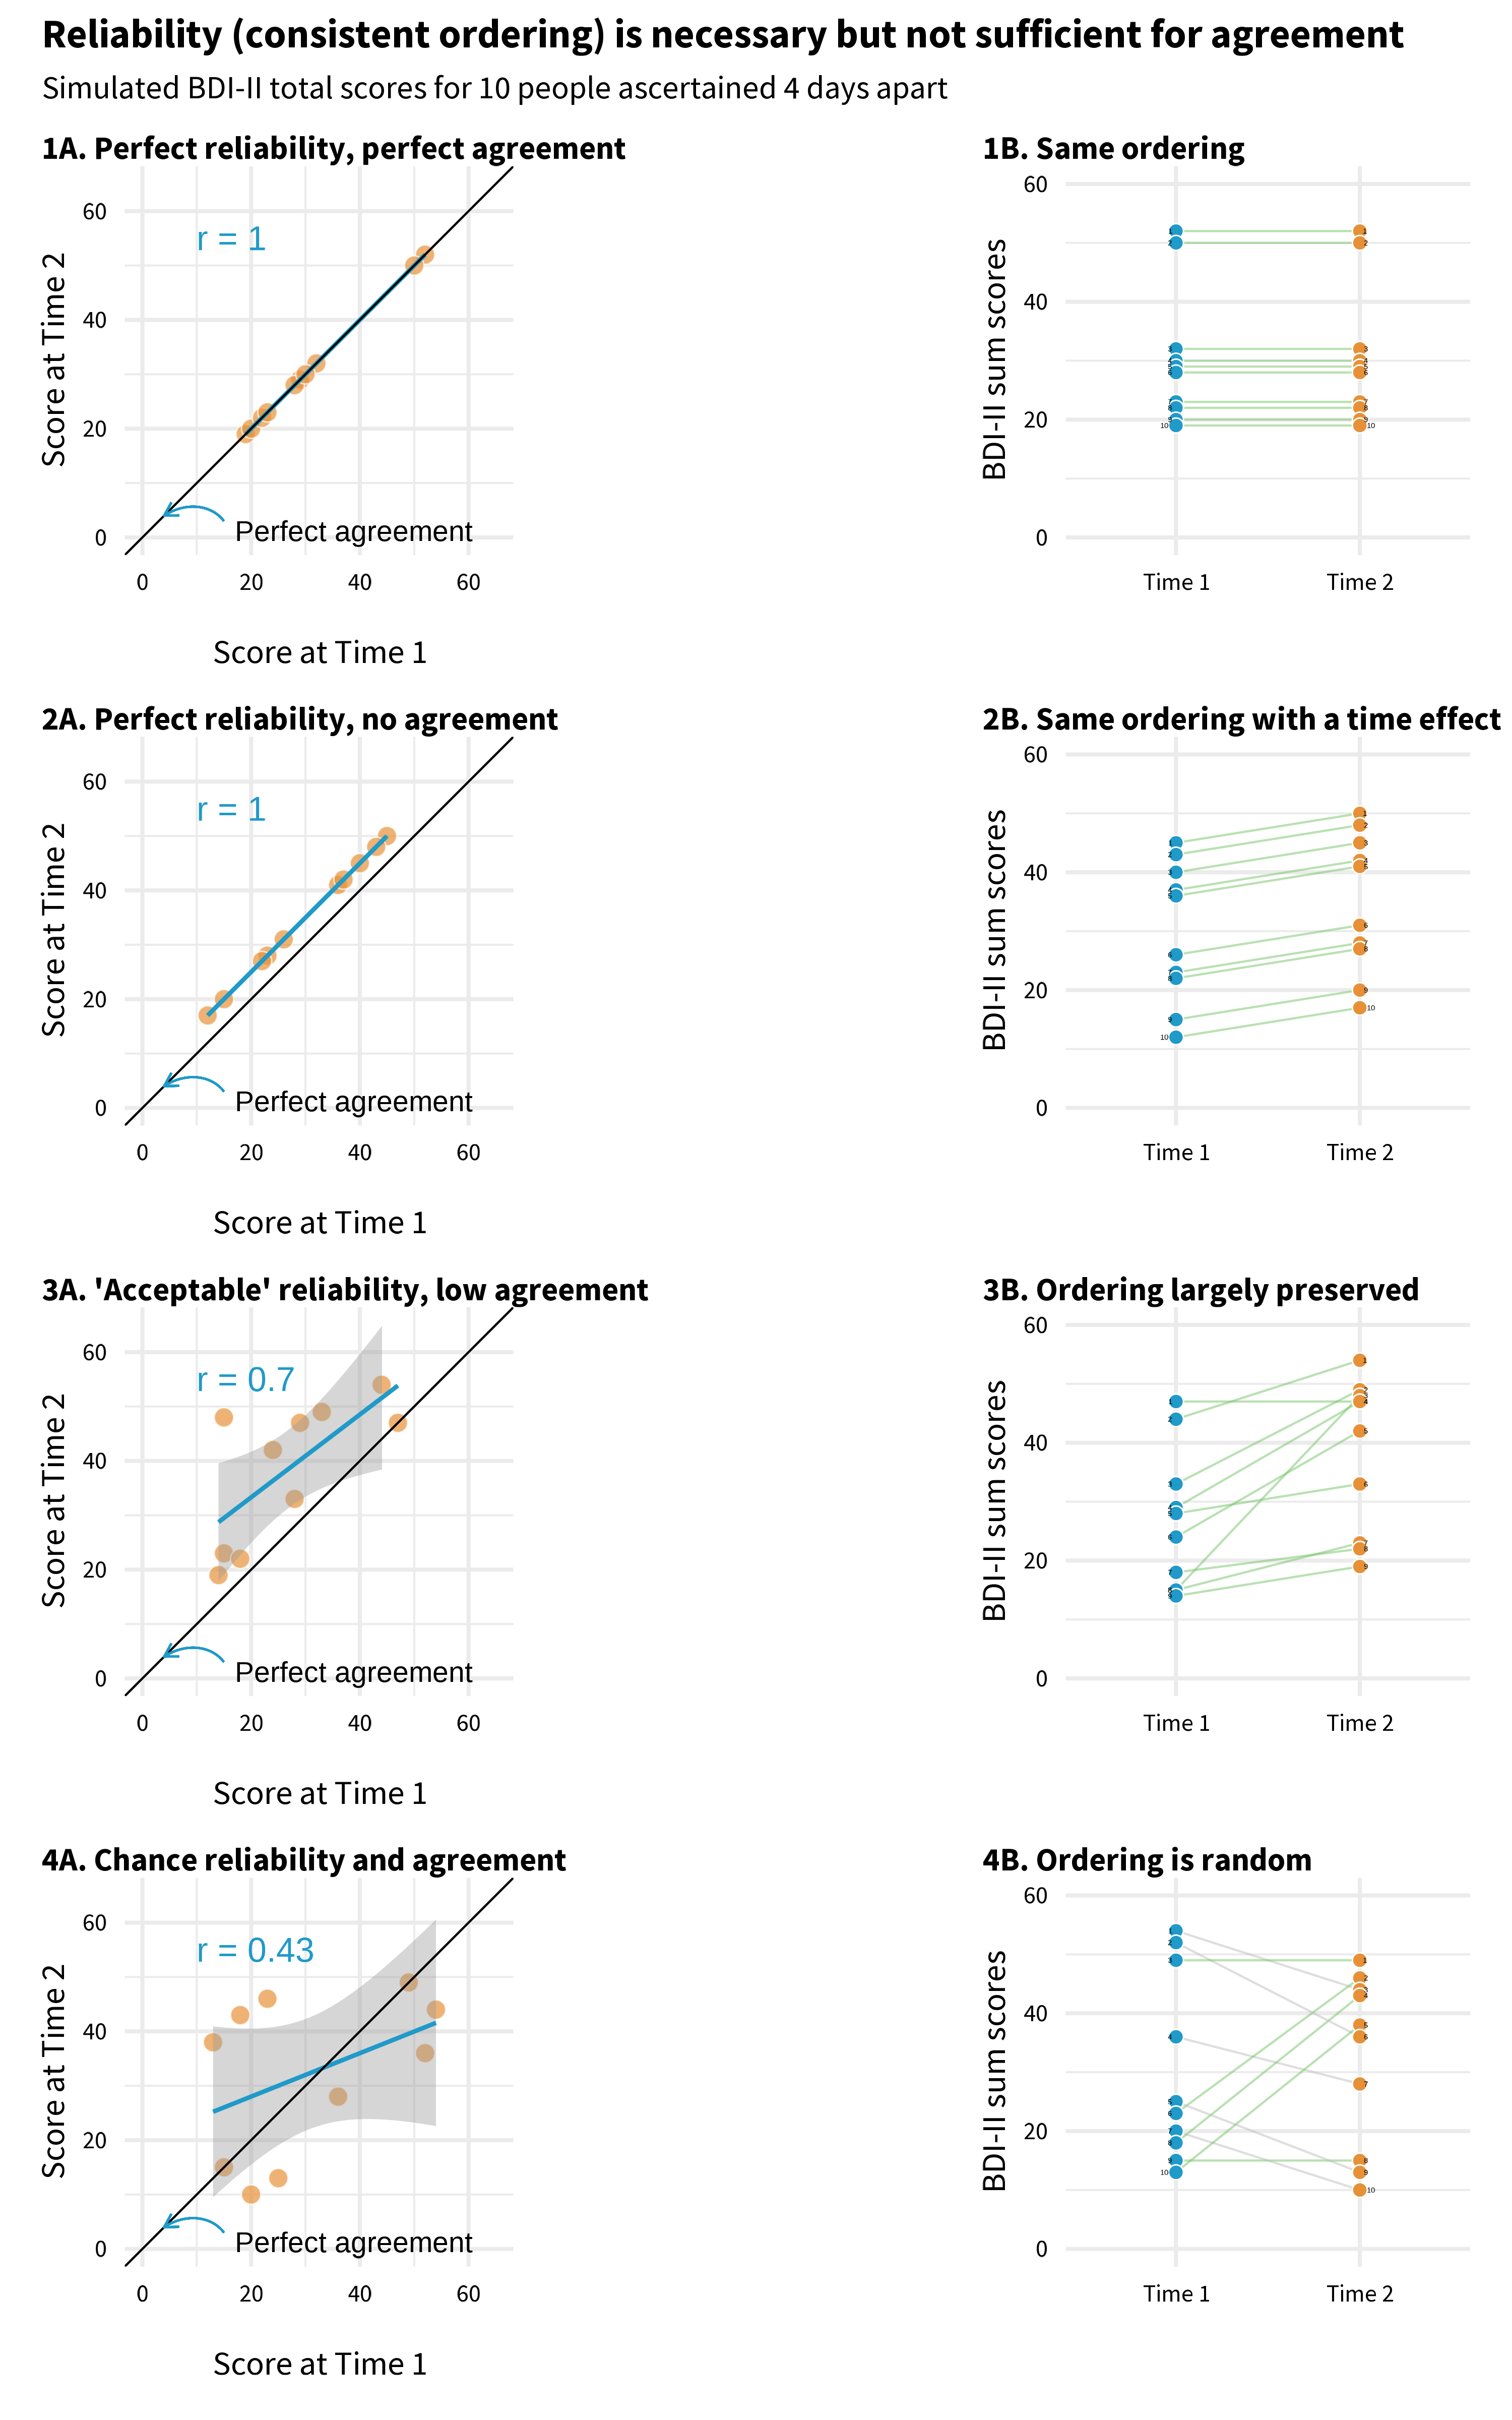 Reliability (consistent ordering) is necessary but not sufficient for agreement
Simulated BDI-II total scores for 10 people ascertained 4 days apart
1A. Perfect reliability, perfect agreement
Score at Time 2
60
40
20
0
r = 1
Perfect agreement
0 20 40 60
Score at Time 1
1B. Same ordering
BDI-II sum scores
60
40
20
0
Time 1 Time 2
2A. Perfect reliability, no agreement
Score at Time 2
60
40
20
0
r = 1
Perfect agreement
0 20 40 60
Score at Time 1
2B. Same ordering with a time effect
BDI-II sum scores
60
40
20
0
Time 1 Time 2
3A. 'Acceptable' reliability, low agreement
Score at Time 2
60
40
20
0
r = 0.7
Perfect agreement
0 20 40 60
Score at Time 1
3B. Ordering largely preserved
BDI-II sum scores
60
40
20
0
Time 1 Time 2
4A. Chance reliability and agreement
Score at Time 2
60
40
20
0
r = 0.43
Perfect agreement
0 20 40 60
Score at Time 1
4B. Ordering is random
BDI-II sum scores
60
40
20
0
Time 1 Time 2